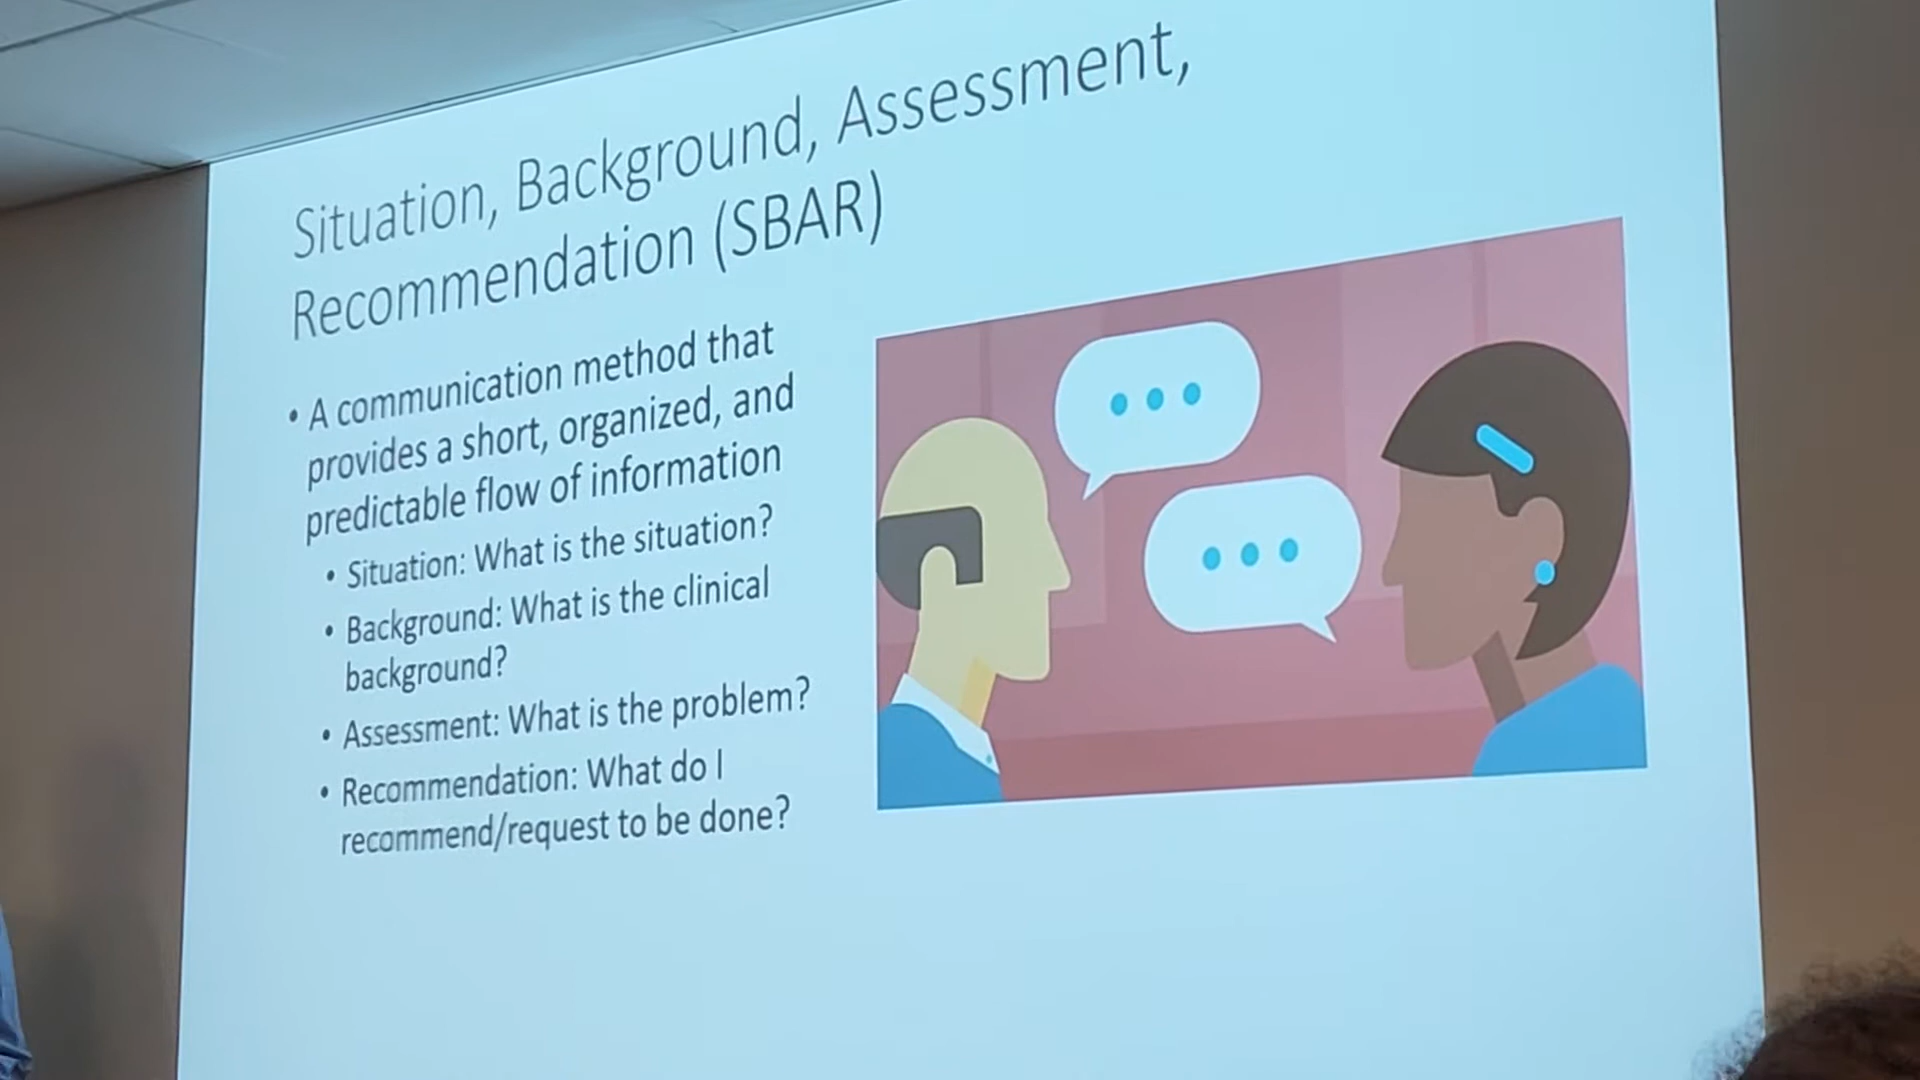 Situation, Background, Assessment,
Recommendation (SBAR)
• A communication method that
provides a short, organized, and
predictable flow of information
• Situation: What is the situation?
• Background: What is the clinical
background?
• Assessment: What is the problem?
• Recommendation: What do I
recommend/request to be done?